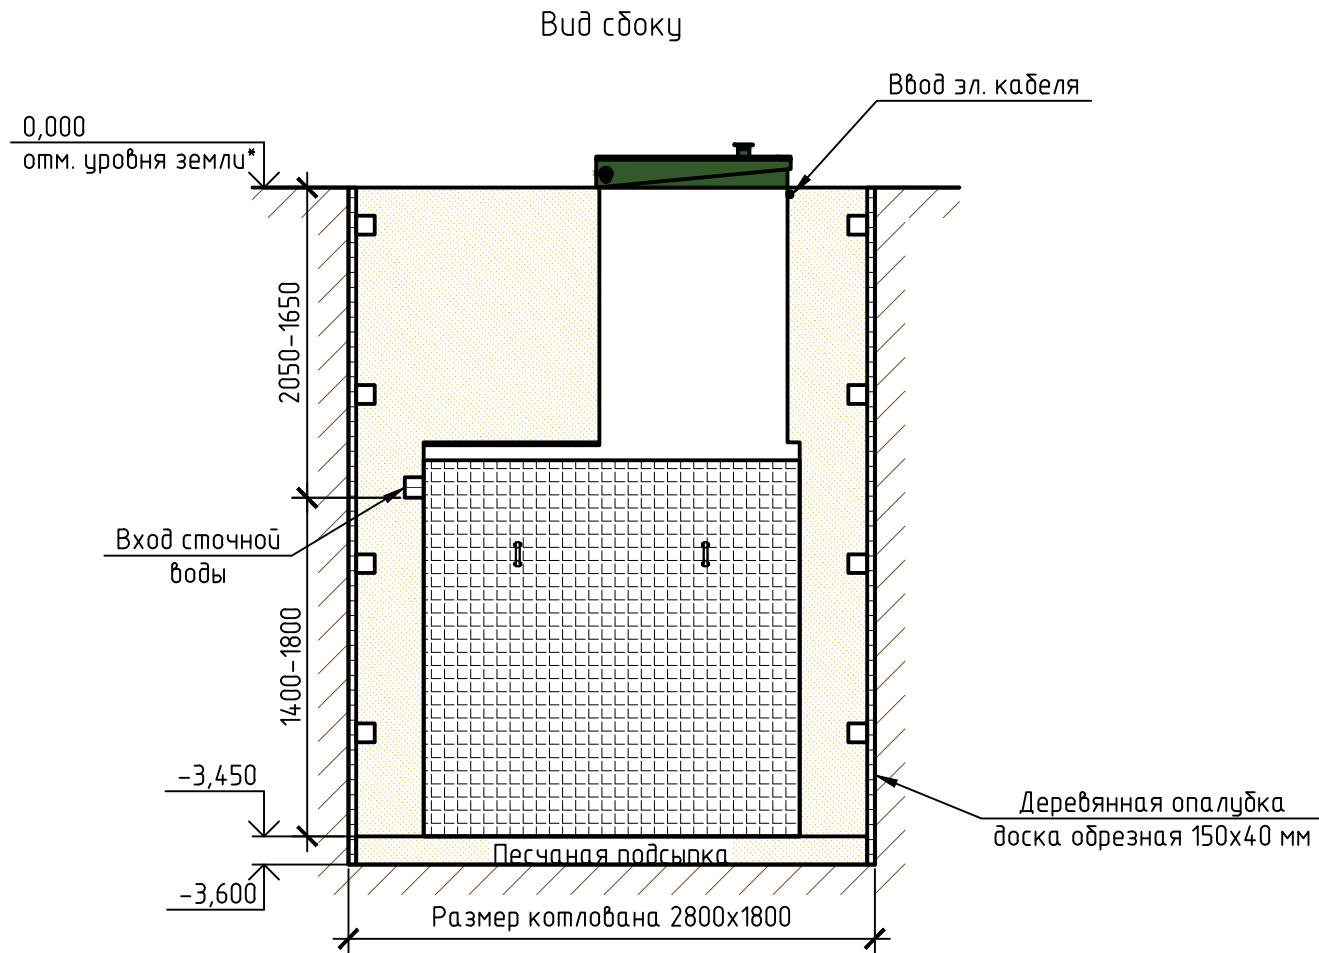 Вид сбоку
Ввод эл. кабеля
0,000
отм. уровня земли*
2050-1650
Вход сточной
воды
1400-1800
-3,450
Деревянная опалубка
доска обрезная 150х40 мм
Песчаная подсыпка
-3,600
Размер котлована 2800х1800